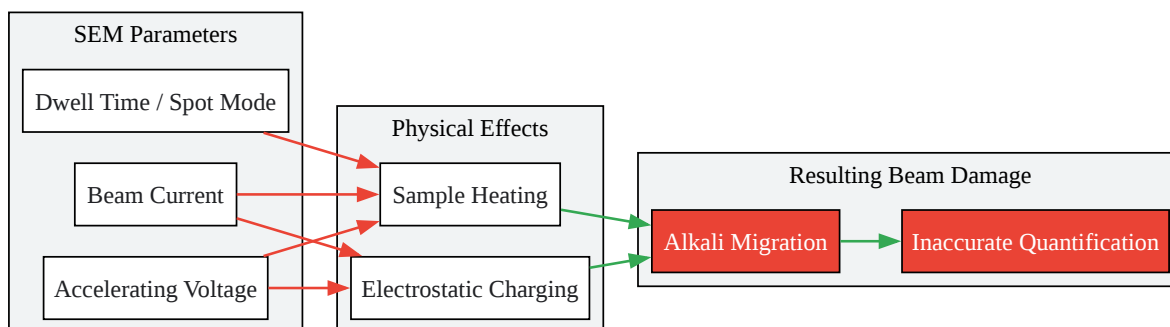 SEM Parameters
Dwell Time / Spot Mode
Beam Current
Accelerating Voltage
Physical Effects
Sample Heating
Electrostatic Charging
Resulting Beam Damage
Alkali Migration
Inaccurate Quantification